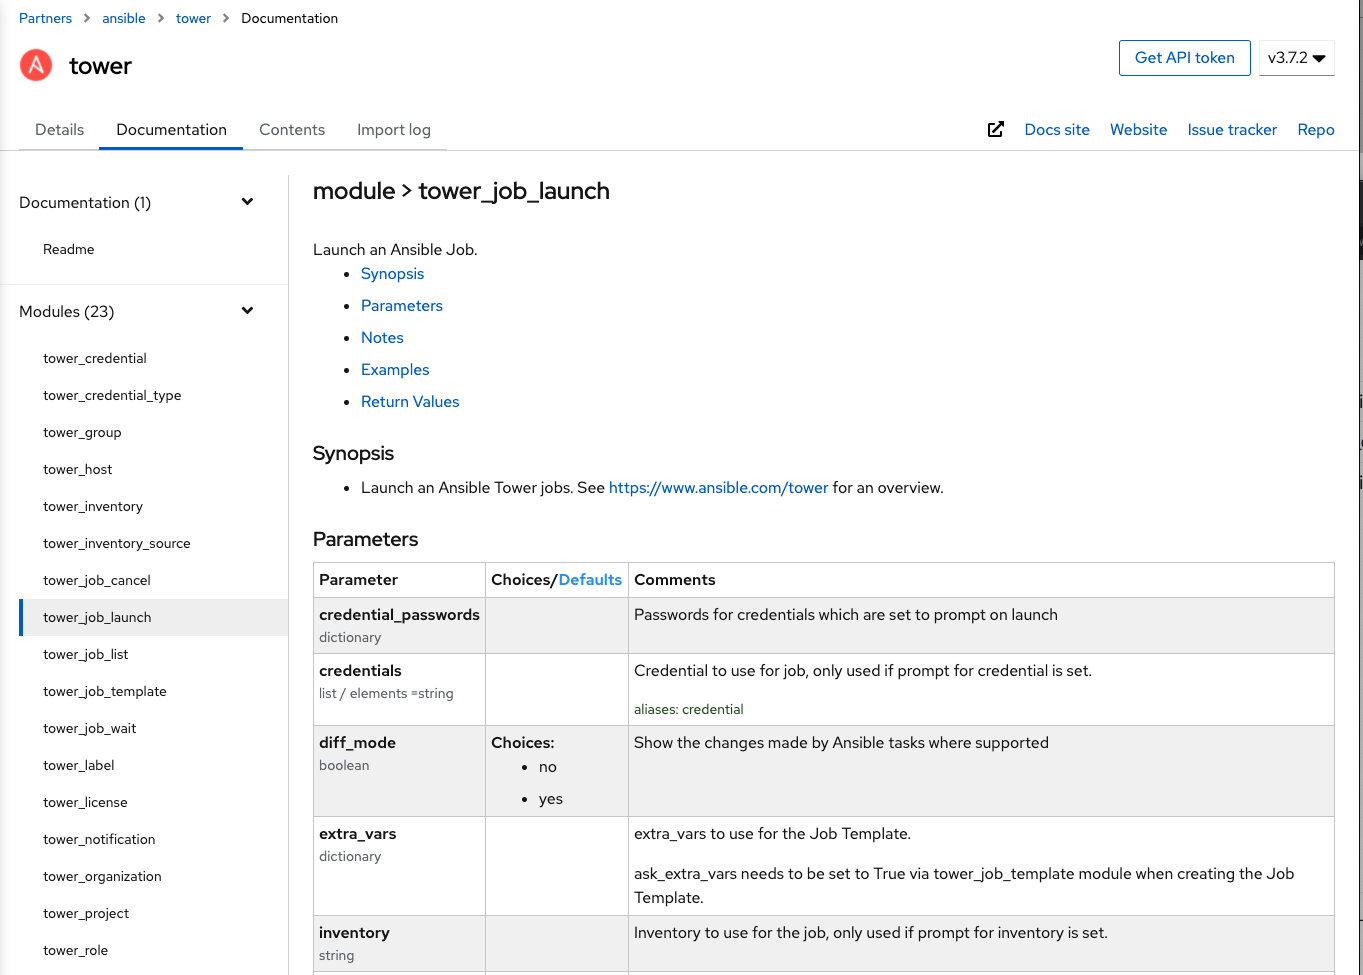 Partners > ansible > tower > Documentation
tower
Get API token
v3.7.2
Details Documentation Contents Import log
Docs site Website Issue tracker Repo
Documentation (1)
Readme
Modules (23)
tower_credential
tower_credential_type
tower_group
tower_host
tower_inventory
tower_inventory_source
tower_job_cancel
tower_job_launch
tower_job_list
tower_job_template
tower_job_wait
tower_label
tower_license
tower_notification
tower_organization
tower_project
tower_role
module > tower_job_launch
Launch an Ansible Job.
• Synopsis
• Parameters
• Notes
• Examples
• Return Values
Synopsis
• Launch an Ansible Tower jobs. See https://www.ansible.com/tower for an overview.
Parameters
Parameter Choices/Defaults Comments
credential_passwords Passwords for credentials which are set to prompt on launch
dictionary
credentials Credential to use for job, only used if prompt for credential is set.
list / elements =string
aliases: credential
diff_mode Choices: Show the changes made by Ansible tasks where supported
boolean
• no
• yes
extra_vars extra_vars to use for the Job Template.
dictionary
ask_extra_vars needs to be set to True via tower_job_template module when creating the Job
Template.
inventory Inventory to use for the job, only used if prompt for inventory is set.
string